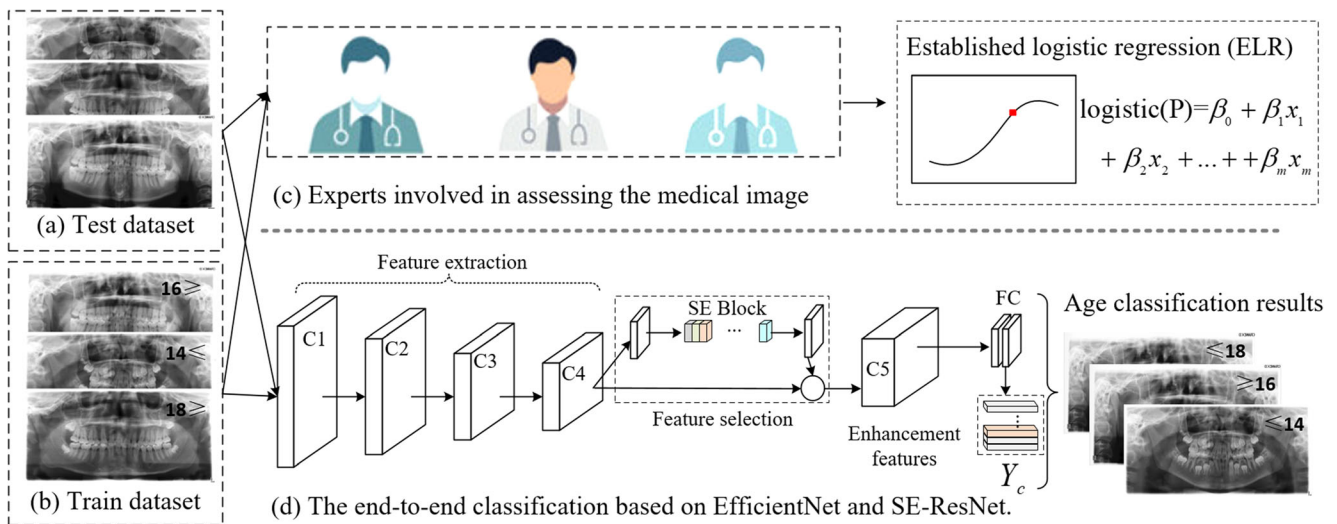 (a) Test dataset
16 ≥
14 ≤
18 ≥
(b) Train dataset
(c) Experts involved in assessing the medical image
Established logistic regression (ELR)
logistic(P)=β₀ + β₁x₁
+ β₂x₂ + ... + +βₘxₘ
Feature extraction
C1
C2
C3
C4
SE Block
...
Feature selection
C5
Enhancement
features
FC
Y_c
Age classification results
≤18
≥16
≤14
(d) The end-to-end classification based on EfficientNet and SE-ResNet.